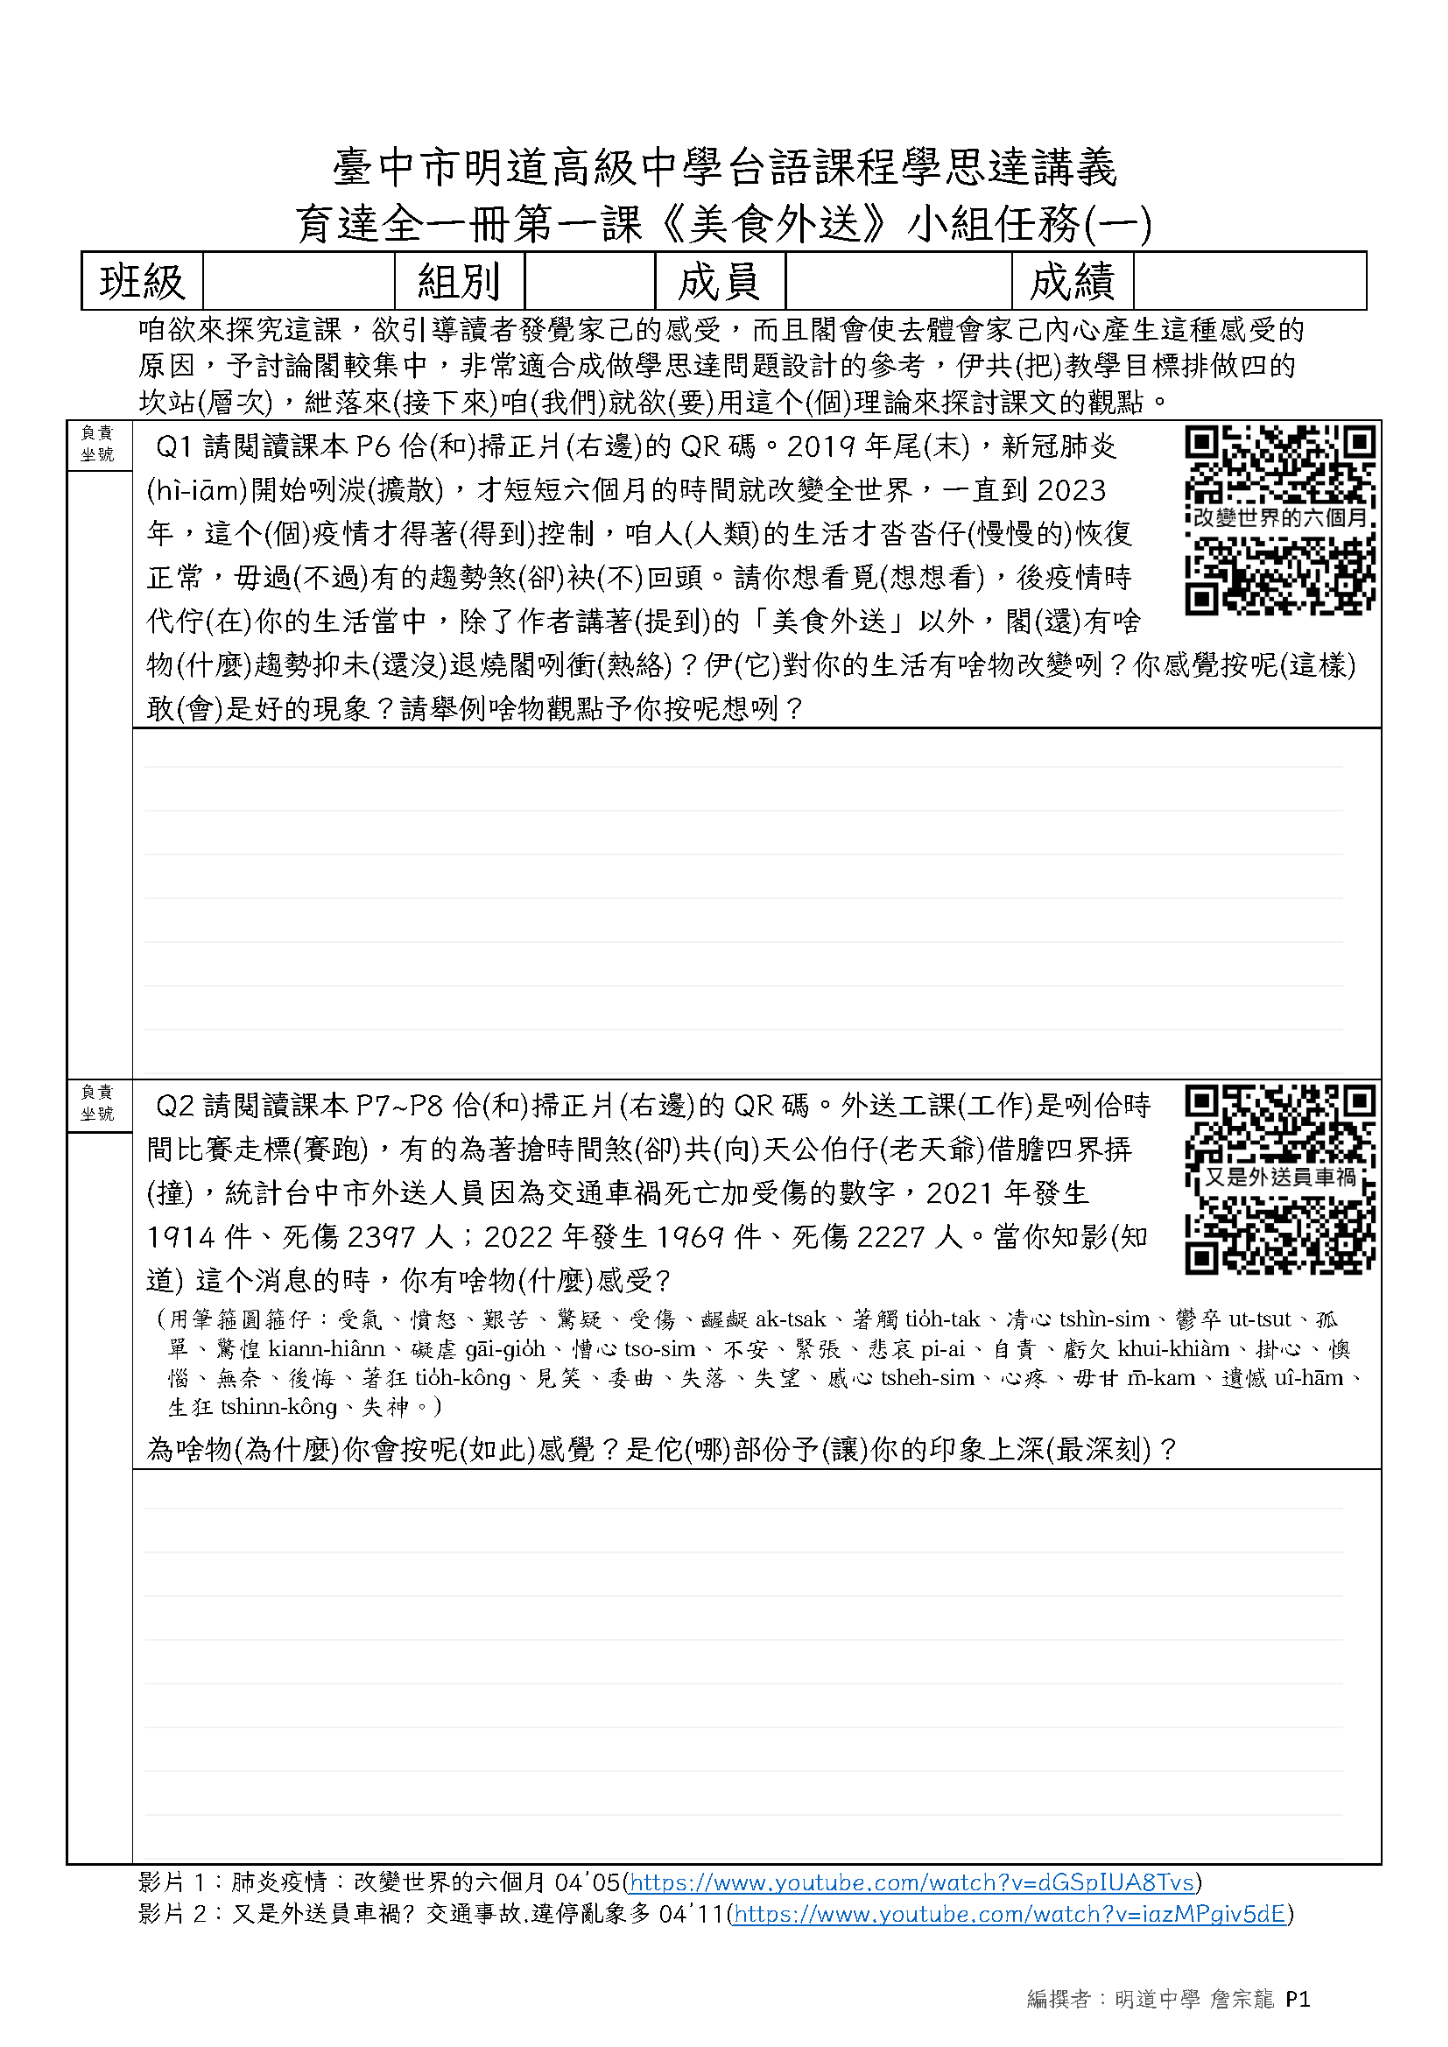 臺中市明道高級中學台語課程學思達講義
育達全一冊第一課《美食外送》小組任務(一)
班級 組別 成員 成績
咱欲來探究這課，欲引導讀者發覺家己的感受，而且閣會使去體會家己內心產生這種感受的
原因，予討論閣較集中，非常適合成做學思達問題設計的參考，伊共(把)教學目標排做四的
坎站(層次)，紲落來(接下來)咱(我們)就欲(要)用這个(個)理論來探討課文的觀點。
負責
坐號
Q1 請閱讀課本 P6 佮(和)掃正爿(右邊)的 QR 碼。2019 年尾(末)，新冠肺炎
(hì-iām)開始咧湠(擴散)，才短短六個月的時間就改變全世界，一直到 2023
年，這个(個)疫情才得著(得到)控制，咱人(人類)的生活才沓沓仔(慢慢的)恢復
正常，毋過(不過)有的趨勢煞(卻)袂(不)回頭。請你想看覓(想想看)，後疫情時
代佇(在)你的生活當中，除了作者講著(提到)的「美食外送」以外，閣(還)有啥
物(什麼)趨勢抑未(還沒)退燒閣咧衝(熱絡)？伊(它)對你的生活有啥物改變咧？你感覺按呢(這樣)
敢(會)是好的現象？請舉例啥物觀點予你按呢想咧？
改變世界的六個月
負責
坐號
Q2 請閱讀課本 P7~P8 佮(和)掃正爿(右邊)的 QR 碼。外送工課(工作)是咧佮時
間比賽走標(賽跑)，有的為著搶時間煞(卻)共(向)天公伯仔(老天爺)借膽四界挵
(撞)，統計台中市外送人員因為交通車禍死亡加受傷的數字，2021 年發生
1914 件、死傷 2397 人；2022 年發生 1969 件、死傷 2227 人。當你知影(知
道) 這个消息的時，你有啥物(什麼)感受?
又是外送員車禍
（用筆箍圓箍仔：受氣、憤怒、艱苦、驚疑、受傷、齷齪 ak-tsak、著觸 tio̍h-tak、凊心 tshìn-sim、鬱卒 ut-tsut、孤
單、驚惶 kiann-hiânn、礙虐 gāi-gio̍h、慒心 tso-sim、不安、緊張、悲哀 pi-ai、自責、虧欠 khui-khiàm、掛心、懊
惱、無奈、後悔、著狂 tio̍h-kông、見笑、委曲、失落、失望、慼心 tsheh-sim、心疼、毋甘 m̄-kam、遺憾 uî-hām、
生狂 tshinn-kông、失神。）
為啥物(為什麼)你會按呢(如此)感覺？是佗(哪)部份予(讓)你的印象上深(最深刻)？
影片 1：肺炎疫情：改變世界的六個月 04'05(https://www.youtube.com/watch?v=dGSpIUA8Tvs)
影片 2：又是外送員車禍? 交通事故.違停亂象多 04'11(https://www.youtube.com/watch?v=iazMPgiv5dE)
編撰者：明道中學 詹宗龍 P1